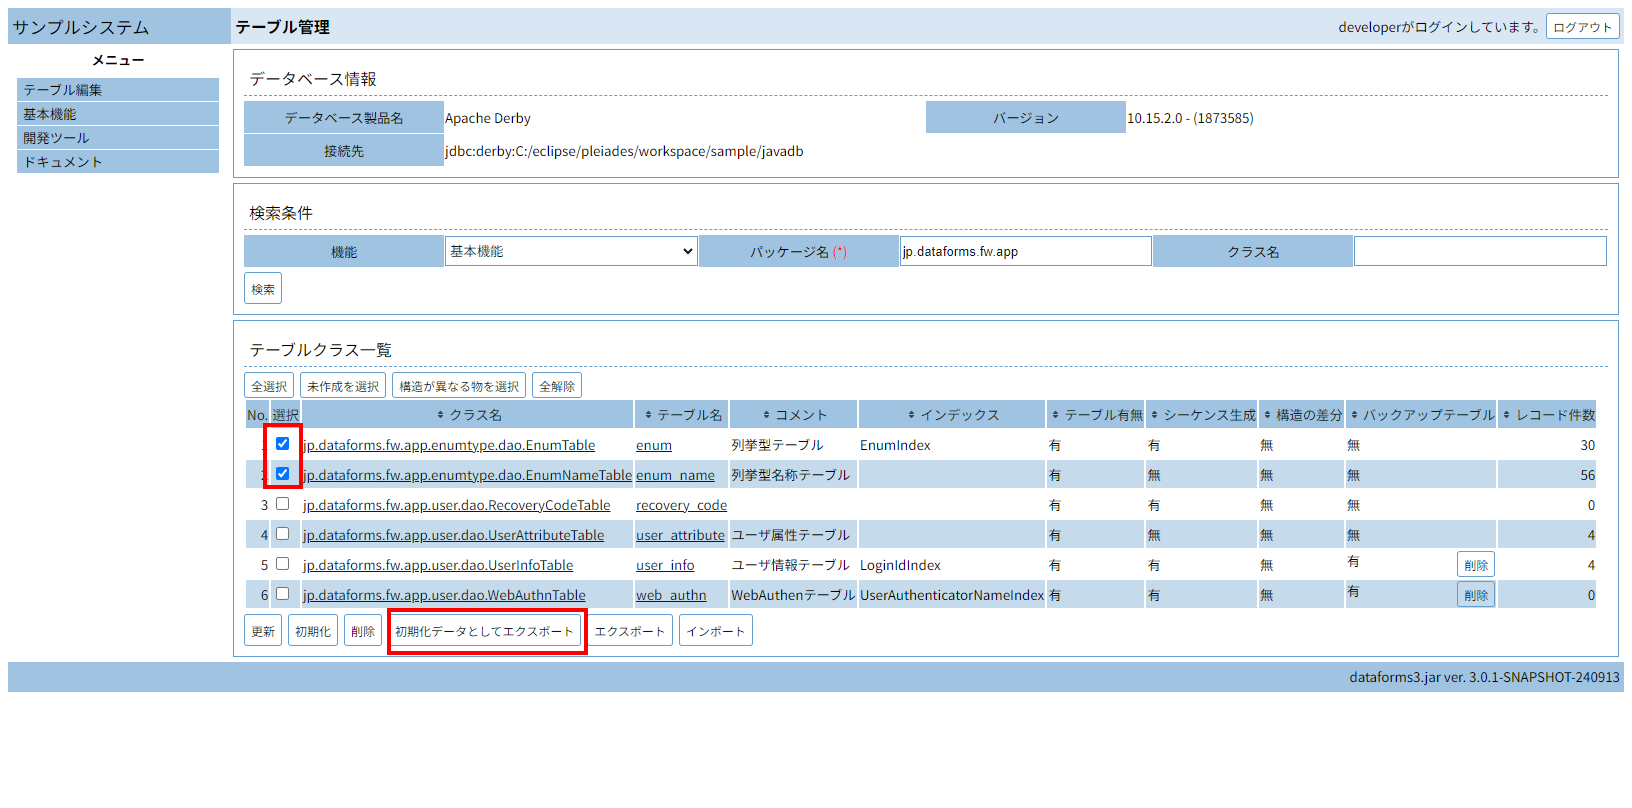 サンプルシステム
テーブル管理
developerがログインしています。 ログアウト
メニュー
テーブル編集
基本機能
開発ツール
ドキュメント
データベース情報
データベース製品名 Apache Derby バージョン 10.15.2.0 - (1873585)
接続先 jdbc:derby:C:/eclipse/pleiades/workspace/sample/javadb
検索条件
機能 基本機能 パッケージ名 (*) jp.dataforms.fw.app クラス名
検索
テーブルクラス一覧
全選択 未作成を選択 構造が異なる物を選択 全解除
No. 選択 クラス名 テーブル名 コメント インデックス テーブル有無 シーケンス生成 構造の差分 バックアップテーブル レコード件数
1 jp.dataforms.fw.app.enumtype.dao.EnumTable enum 列挙型テーブル EnumIndex 有 有 無 無 30
2 jp.dataforms.fw.app.enumtype.dao.EnumNameTable enum_name 列挙型名称テーブル 有 無 無 無 56
3 jp.dataforms.fw.app.user.dao.RecoveryCodeTable recovery_code 有 有 無 無 0
4 jp.dataforms.fw.app.user.dao.UserAttributeTable user_attribute ユーザ属性テーブル 有 無 無 無 4
5 jp.dataforms.fw.app.user.dao.UserInfoTable user_info ユーザ情報テーブル LoginIdIndex 有 有 無 有 削除 4
6 jp.dataforms.fw.app.user.dao.WebAuthnTable web_authn WebAuthenテーブル UserAuthenticatorNameIndex 有 有 無 有 削除 0
更新 初期化 削除 初期化データとしてエクスポート エクスポート インポート
dataforms3.jar ver. 3.0.1-SNAPSHOT-240913